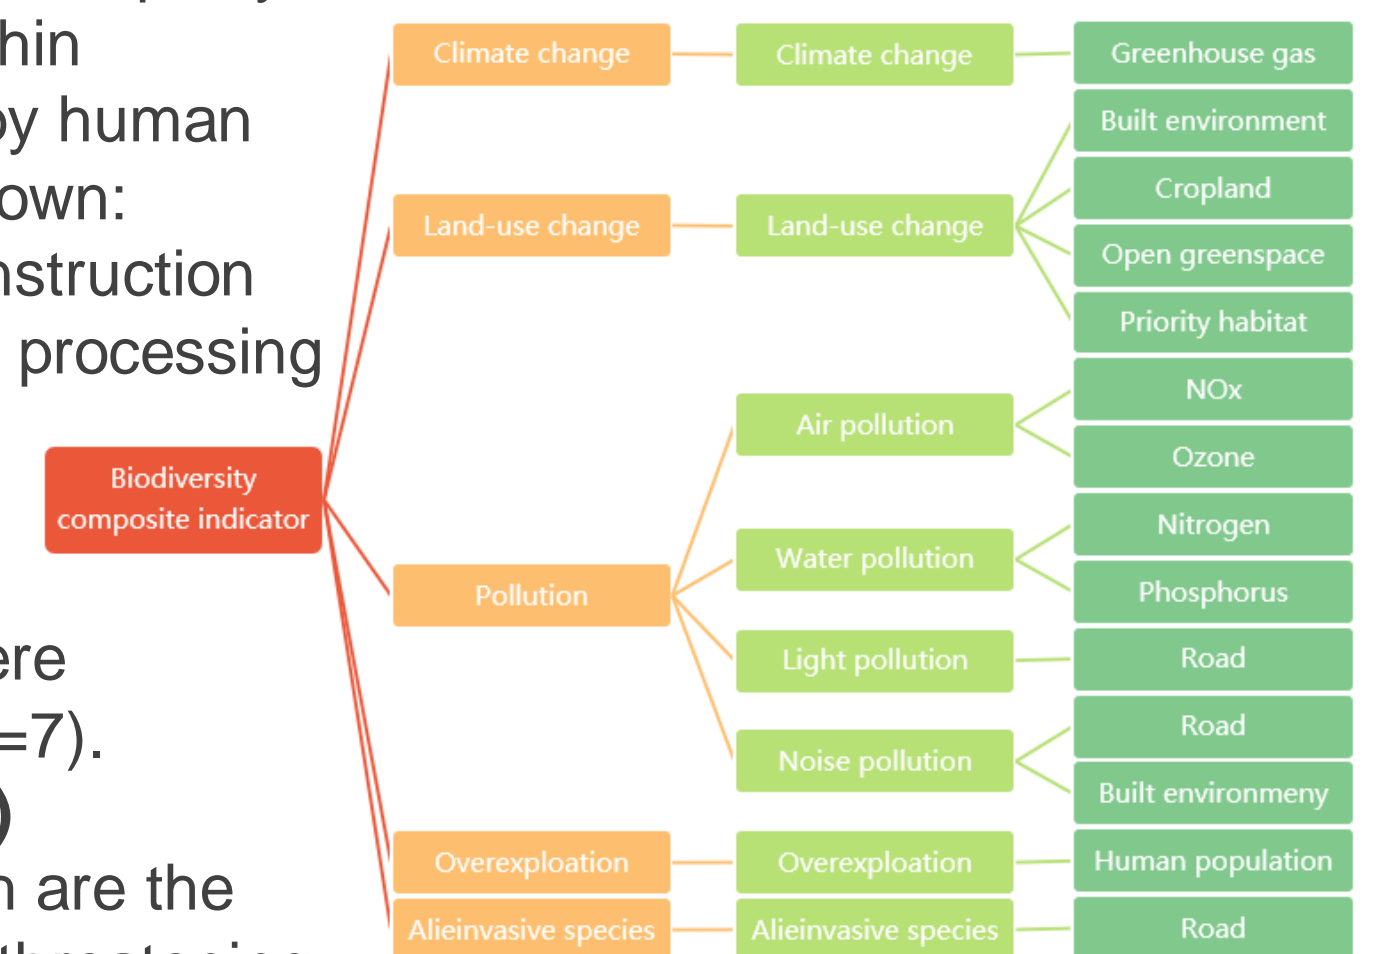 hin
by human
own:
nstruction
processing
ere
=7).
)
n are the
Biodiversity
composite indicator
Climate change
Land-use change
Pollution
Overexploation
Alieinvasive species
Climate change
Land-use change
Air pollution
Water pollution
Light pollution
Noise pollution
Overexploation
Alieinvasive species
Greenhouse gas
Built environment
Cropland
Open greenspace
Priority habitat
NOx
Ozone
Nitrogen
Phosphorus
Road
Road
Built environmeny
Human population
Road